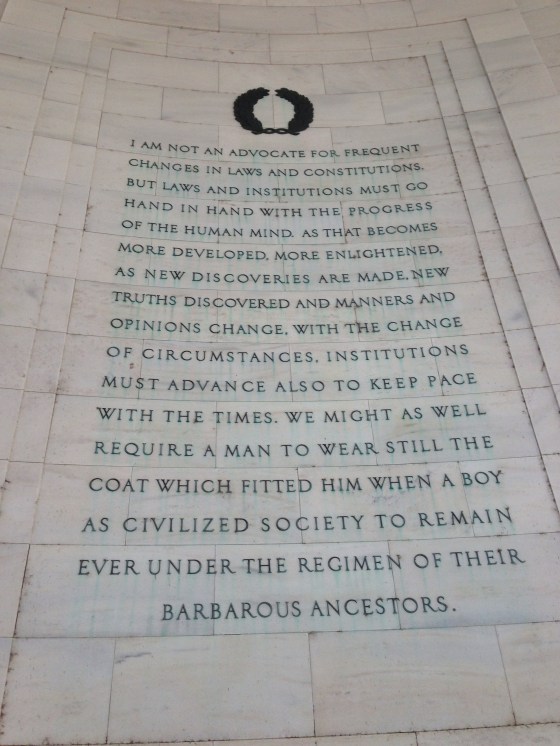 I AM NOT AN ADVOCATE FOR FREQUENT
CHANGES IN LAWS AND CONSTITUTIONS.
BUT LAWS AND INSTITUTIONS MUST GO
HAND IN HAND WITH THE PROGRESS
OF THE HUMAN MIND. AS THAT BECOMES
MORE DEVELOPED, MORE ENLIGHTENED,
AS NEW DISCOVERIES ARE MADE, NEW
TRUTHS DISCOVERED AND MANNERS AND
OPINIONS CHANGE, WITH THE CHANGE
OF CIRCUMSTANCES, INSTITUTIONS
MUST ADVANCE ALSO TO KEEP PACE
WITH THE TIMES. WE MIGHT AS WELL
REQUIRE A MAN TO WEAR STILL THE
COAT WHICH FITTED HIM WHEN A BOY
AS CIVILIZED SOCIETY TO REMAIN
EVER UNDER THE REGIMEN OF THEIR
BARBAROUS ANCESTORS.